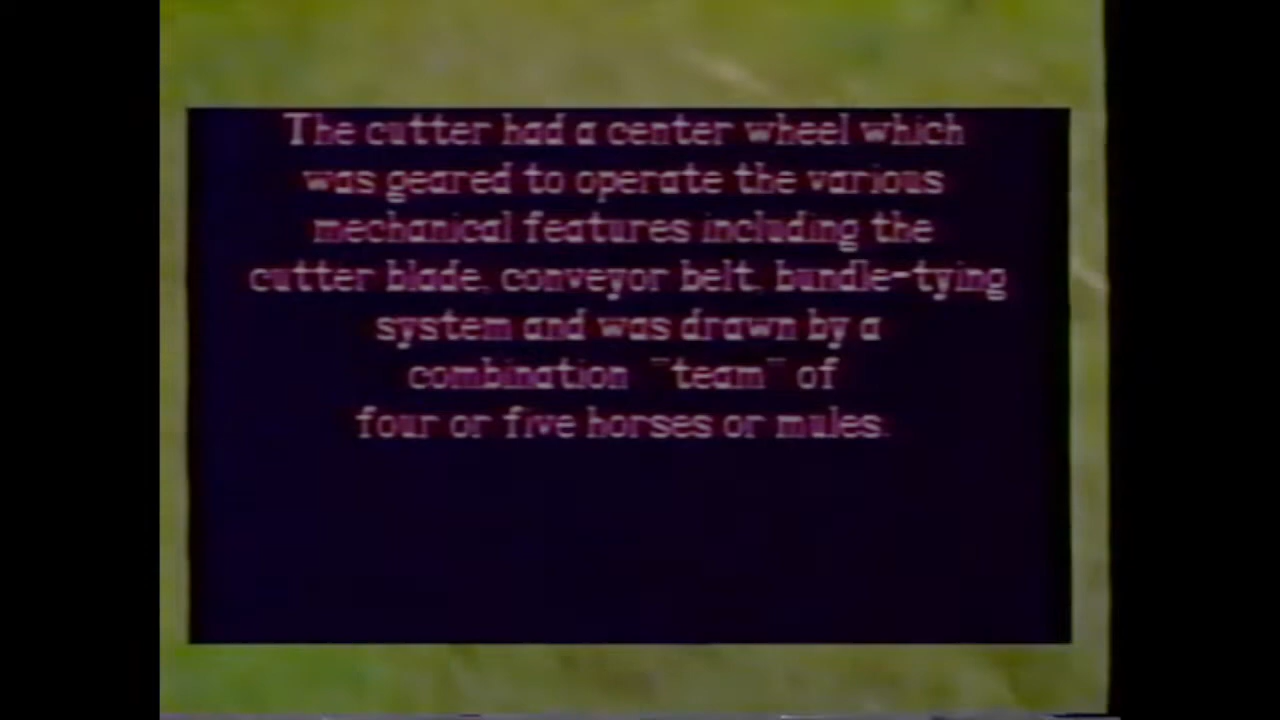 The cutter had a center wheel which
was geared to operate the various
mechanical features including the
cutter blade, conveyor belt, bundle-tying
system and was drawn by a
combination "team" of
four or five horses or mules.